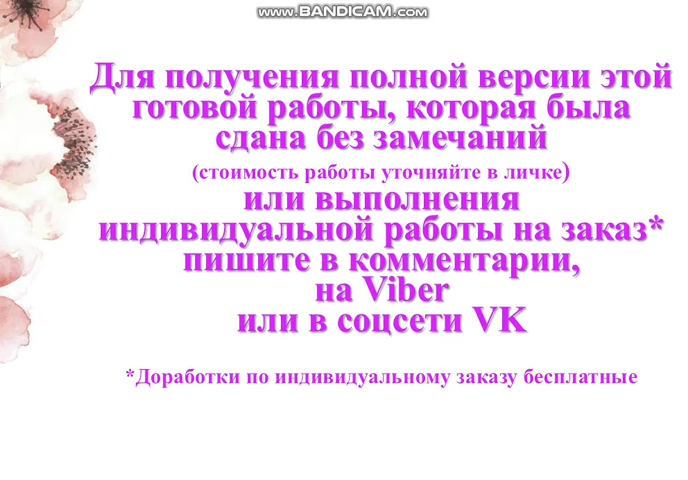 www.BANDICAM.com
Для получения полной версии этой
готовой работы, которая была
сдана без замечаний
(стоимость работы уточняйте в личке)
или выполнения
индивидуальной работы на заказ*
пишите в комментарии,
на Viber
или в соцсети VK
*Доработки по индивидуальному заказу бесплатные